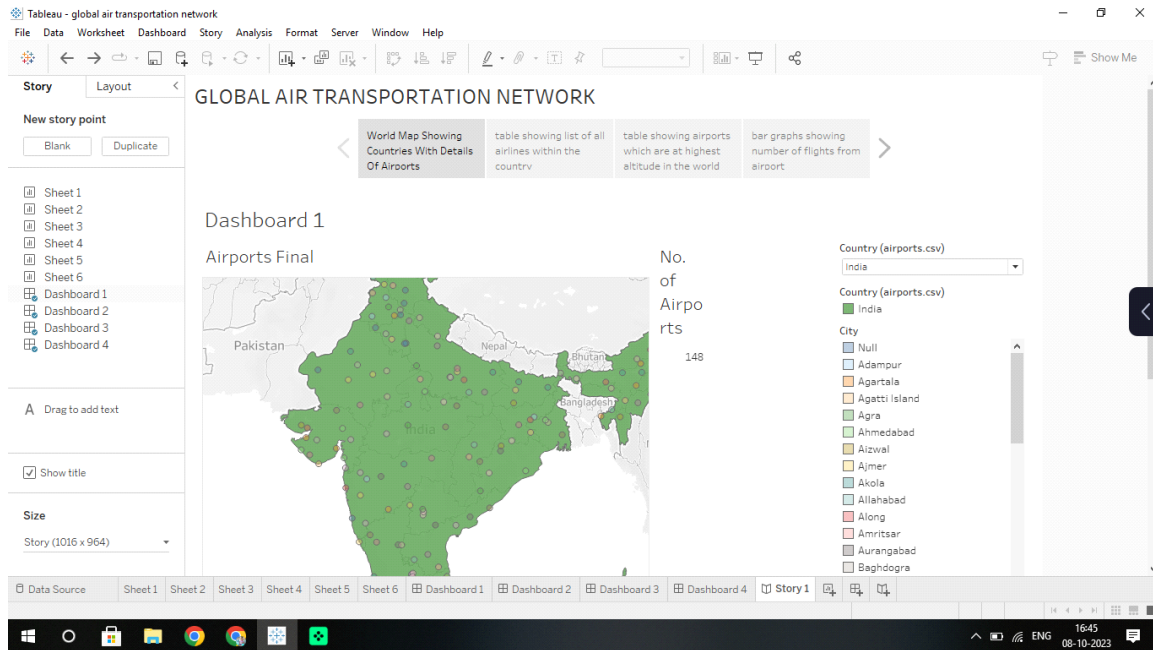 Tableau - global air transportation network
File Data Worksheet Dashboard Story Analysis Format Server Window Help
Show Me
Story Layout
New story point
Blank Duplicate
Sheet 1
Sheet 2
Sheet 3
Sheet 4
Sheet 5
Sheet 6
Dashboard 1
Dashboard 2
Dashboard 3
Dashboard 4
A Drag to add text
Show title
Size
Story (1016 x 964)
GLOBAL AIR TRANSPORTATION NETWORK
World Map Showing
Countries With Details
Of Airports
table showing list of all
airlines within the
country
table showing airports
which are at highest
altitude in the world
bar graphs showing
number of flights from
airport
Dashboard 1
Airports Final
Pakistan
Nepal
Bhutan
Bangladesh
India
No.
of
Airpo
rts
148
Country (airports.csv)
India
Country (airports.csv)
India
City
Null
Adampur
Agartala
Agatti Island
Agra
Ahmedabad
Aizwal
Ajmer
Akola
Allahabad
Along
Amritsar
Aurangabad
Baghdogra
Data Source Sheet 1 Sheet 2 Sheet 3 Sheet 4 Sheet 5 Sheet 6 Dashboard 1 Dashboard 2 Dashboard 3 Dashboard 4 Story 1
ENG
16:45
08-10-2023